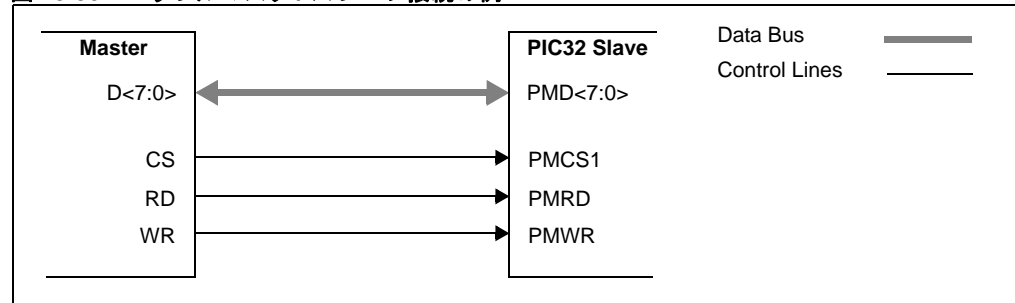 Master
D<7:0>
CS
RD
WR
PIC32 Slave
PMD<7:0>
PMCS1
PMRD
PMWR
Data Bus
Control Lines